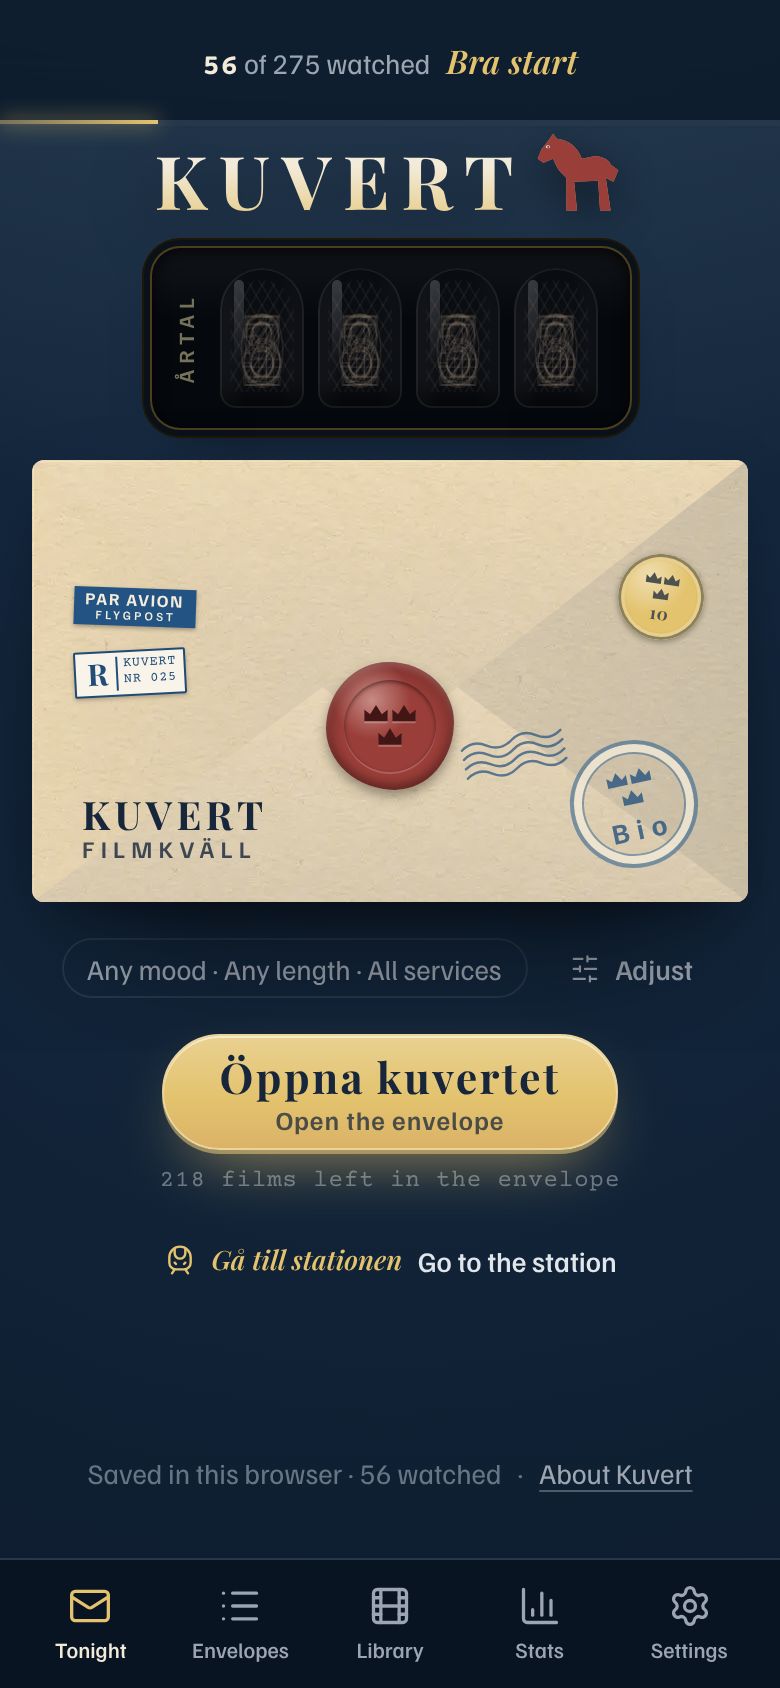 56 of 275 watched Bra start
KUVERT
ÅRTAL
PAR AVION
FLYGPOST
10
R KUVERT
NR 025
Bio
KUVERT
FILMKVÄLL
Any mood · Any length · All services
Adjust
Öppna kuvertet
Open the envelope
218 films left in the envelope
Gå till stationen Go to the station
Saved in this browser · 56 watched · About Kuvert
Tonight
Envelopes
Library
Stats
Settings